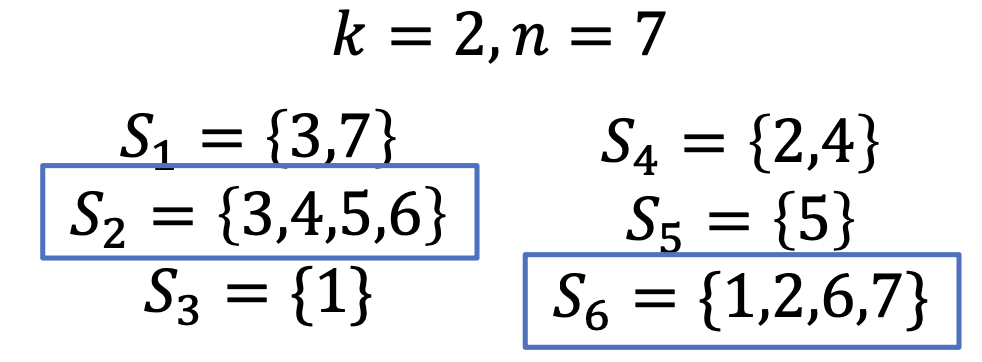 k = 2, n = 7
S₁ = {3,7}
S₂ = {3,4,5,6}
S₃ = {1}
S₄ = {2,4}
S₅ = {5}
S₆ = {1,2,6,7}